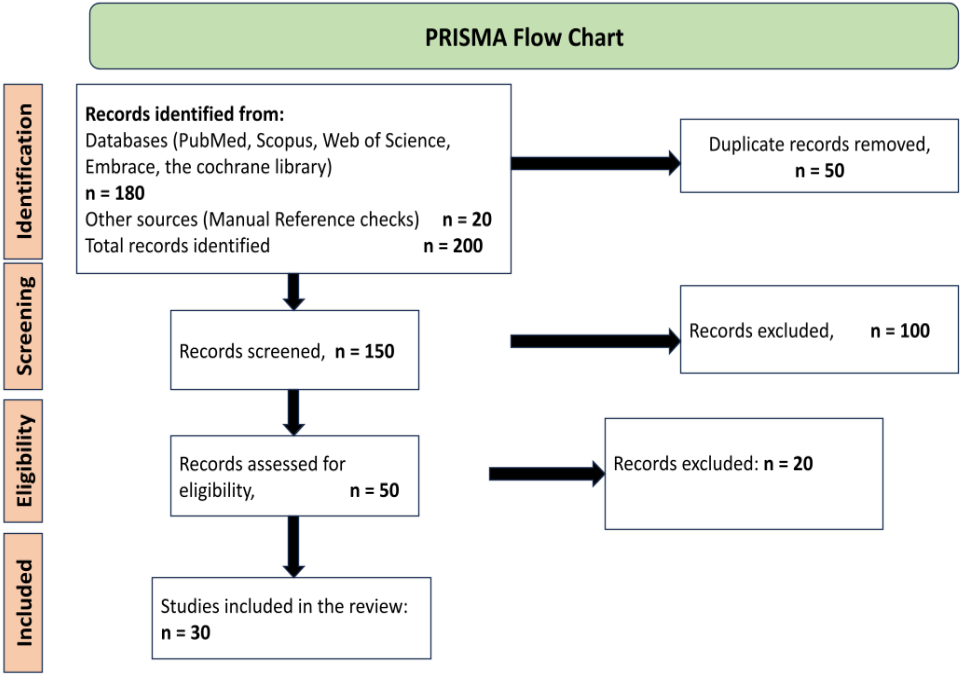 PRISMA Flow Chart
Identification
Records identified from:
Databases (PubMed, Scopus, Web of Science,
Embrace, the cochrane library)
n = 180
Other sources (Manual Reference checks) n = 20
Total records identified n = 200
Duplicate records removed,
n = 50
Screening
Records screened, n = 150
Records excluded, n = 100
Eligibility
Records assessed for
eligibility, n = 50
Records excluded: n = 20
Included
Studies included in the review:
n = 30